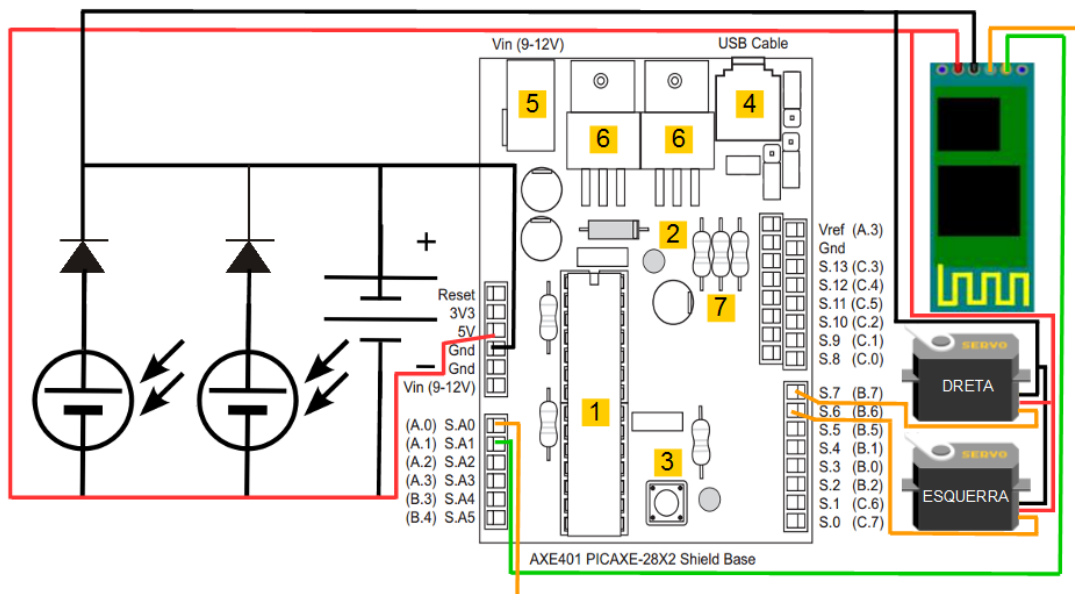 Vin (9-12V)
USB Cable
5
6
6
4
2
7
1
3
+
−
Reset
3V3
5V
Gnd
Gnd
Vin (9-12V)
(A.0) S.A0
(A.1) S.A1
(A.2) S.A2
(A.3) S.A3
(B.3) S.A4
(B.4) S.A5
Vref (A.3)
Gnd
S.13 (C.3)
S.12 (C.4)
S.11 (C.5)
S.10 (C.2)
S.9 (C.1)
S.8 (C.0)
S.7 (B.7)
S.6 (B.6)
S.5 (B.5)
S.4 (B.1)
S.3 (B.0)
S.2 (B.2)
S.1 (C.6)
S.0 (C.7)
SERVO
DRETA
SERVO
ESQUERRA
AXE401 PICAXE-28X2 Shield Base